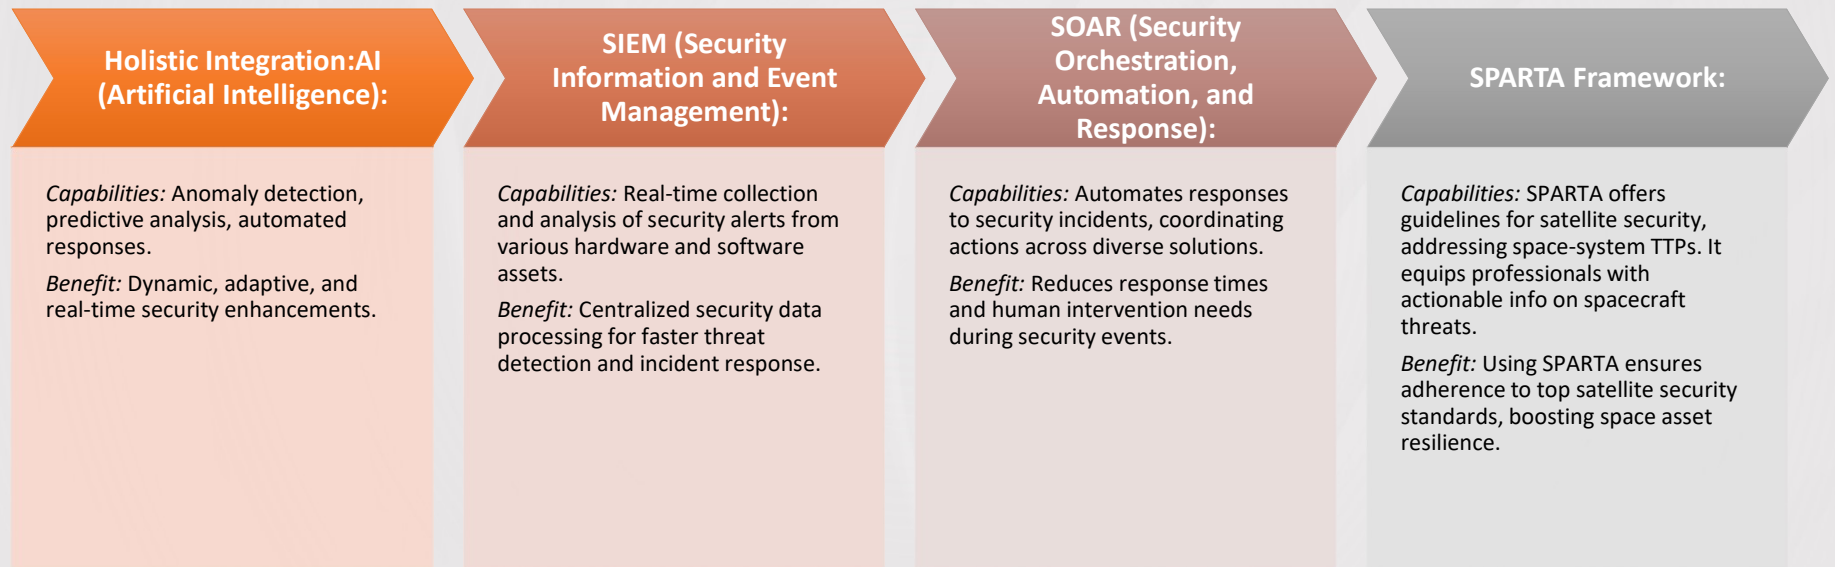 Holistic Integration:AI
(Artificial Intelligence):
Capabilities: Anomaly detection,
predictive analysis, automated
responses.
Benefit: Dynamic, adaptive, and
real-time security enhancements.
SIEM (Security
Information and Event
Management):
Capabilities: Real-time collection
and analysis of security alerts from
various hardware and software
assets.
Benefit: Centralized security data
processing for faster threat
detection and incident response.
SOAR (Security
Orchestration,
Automation, and
Response):
Capabilities: Automates responses
to security incidents, coordinating
actions across diverse solutions.
Benefit: Reduces response times
and human intervention needs
during security events.
SPARTA Framework:
Capabilities: SPARTA offers
guidelines for satellite security,
addressing space-system TTPs. It
equips professionals with
actionable info on spacecraft
threats.
Benefit: Using SPARTA ensures
adherence to top satellite security
standards, boosting space asset
resilience.